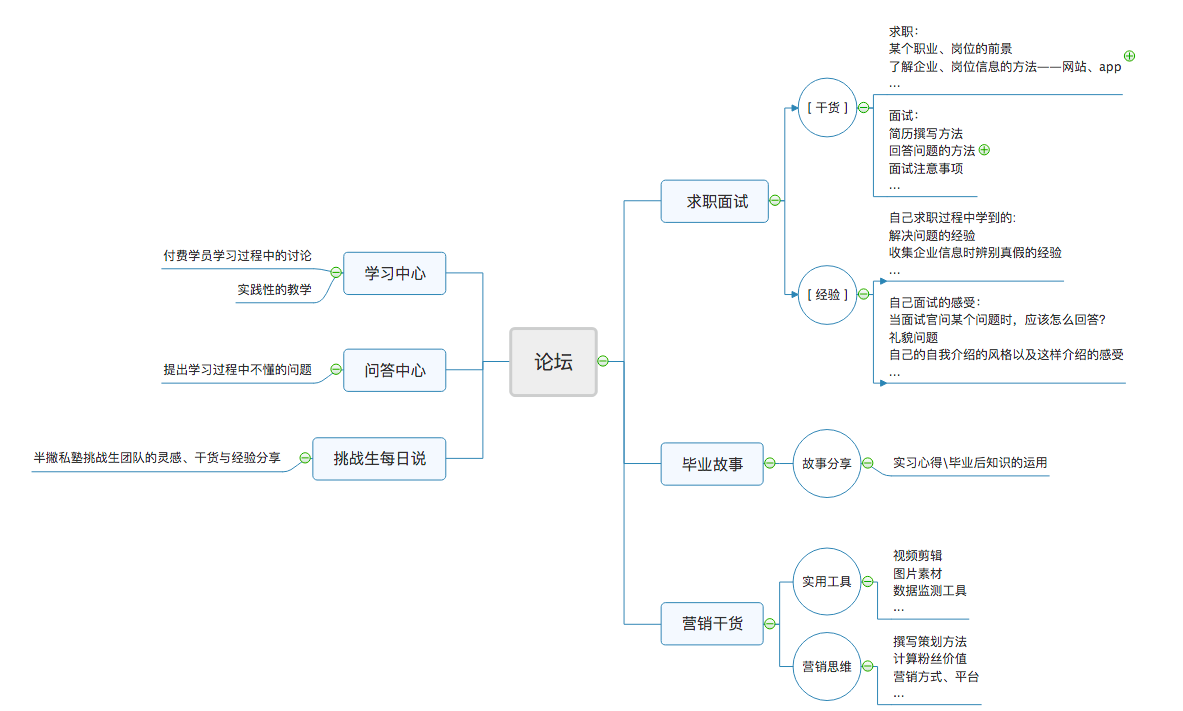 论坛
求职面试
[ 干货 ]
求职：
某个职业、岗位的前景
了解企业、岗位信息的方法——网站、app
...
面试：
简历撰写方法
回答问题的方法
面试注意事项
...
[ 经验 ]
自己求职过程中学到的：
解决问题的经验
收集企业信息时辨别真假的经验
...
自己面试的感受：
当面试官问某个问题时，应该怎么回答？
礼貌问题
自己的自我介绍的风格以及这样介绍的感受
...
毕业故事
故事分享
实习心得\毕业后知识的运用
营销干货
实用工具
视频剪辑
图片素材
数据监测工具
...
营销思维
撰写策划方法
计算粉丝价值
营销方式、平台
...
学习中心
付费学员学习过程中的讨论
实践性的教学
问答中心
提出学习过程中不懂的问题
挑战生每日说
半撇私塾挑战生团队的灵感、干货与经验分享